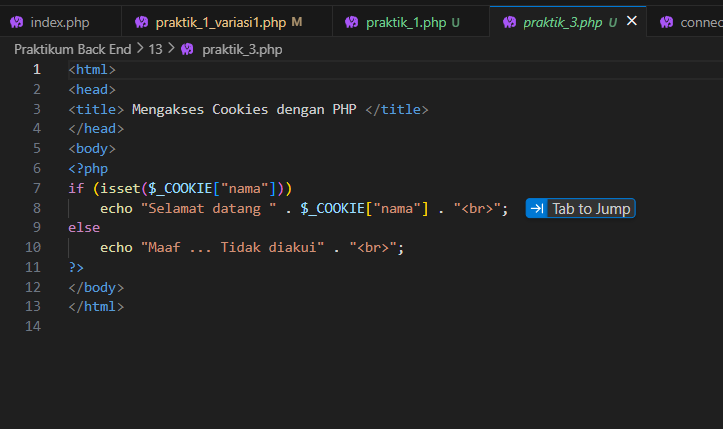 index.php praktik_1_variasi1.php M praktik_1.php U praktik_3.php U connec
Praktikum Back End > 13 > praktik_3.php
1 <html>
2 <head>
3 <title> Mengakses Cookies dengan PHP </title>
4 </head>
5 <body>
6 <?php
7 if (isset($_COOKIE["nama"]))
8 echo "Selamat datang " . $_COOKIE["nama"] . "<br>"; Tab to Jump
9 else
10 echo "Maaf ... Tidak diakui" . "<br>";
11 ?>
12 </body>
13 </html>
14